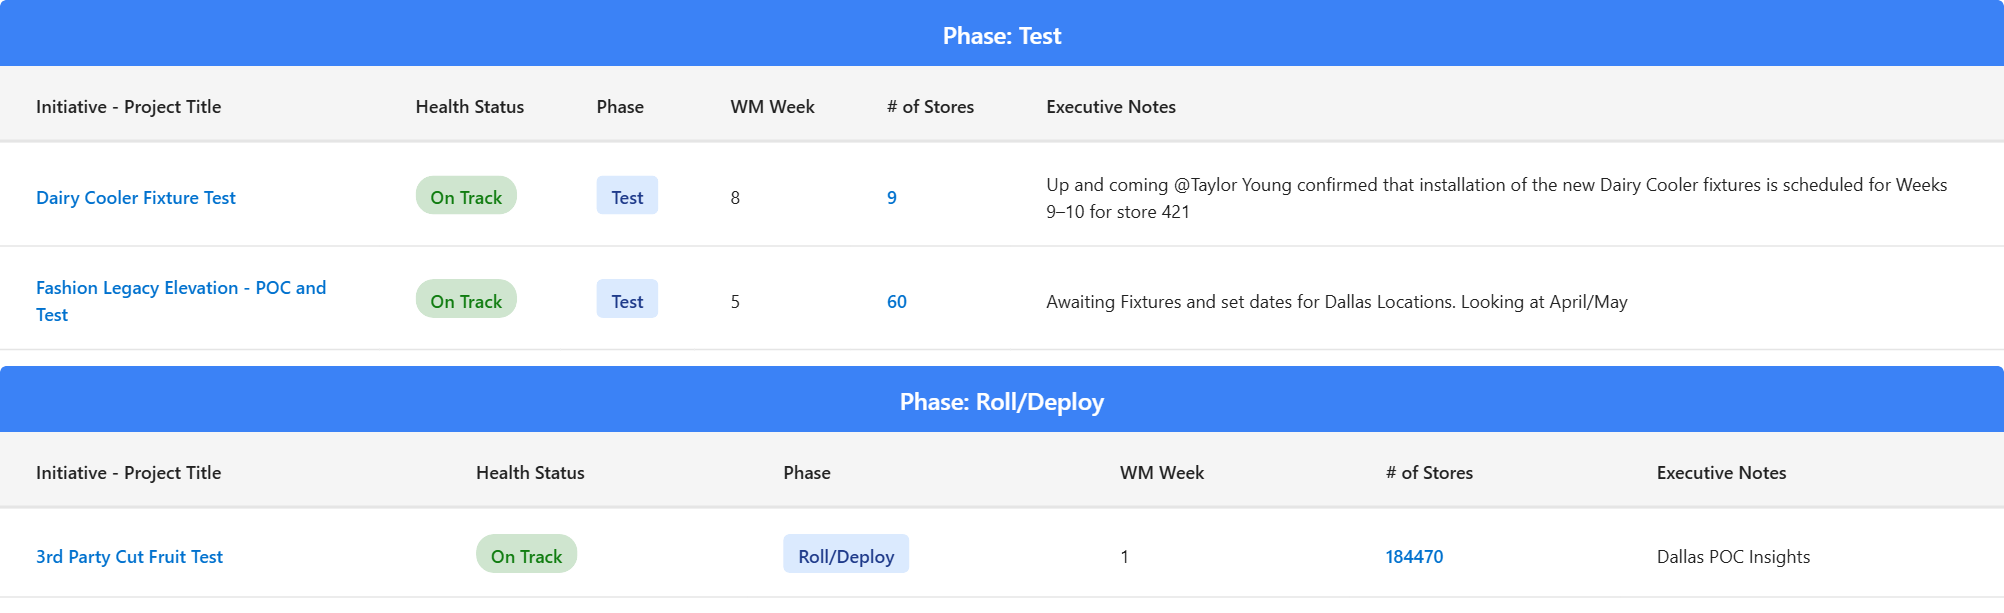 Phase: Test
Initiative - Project Title Health Status Phase WM Week # of Stores Executive Notes
Dairy Cooler Fixture Test On Track Test 8 9 Up and coming @Taylor Young confirmed that installation of the new Dairy Cooler fixtures is scheduled for Weeks
9–10 for store 421
Fashion Legacy Elevation - POC and
Test On Track Test 5 60 Awaiting Fixtures and set dates for Dallas Locations. Looking at April/May
Phase: Roll/Deploy
Initiative - Project Title Health Status Phase WM Week # of Stores Executive Notes
3rd Party Cut Fruit Test On Track Roll/Deploy 1 184470 Dallas POC Insights